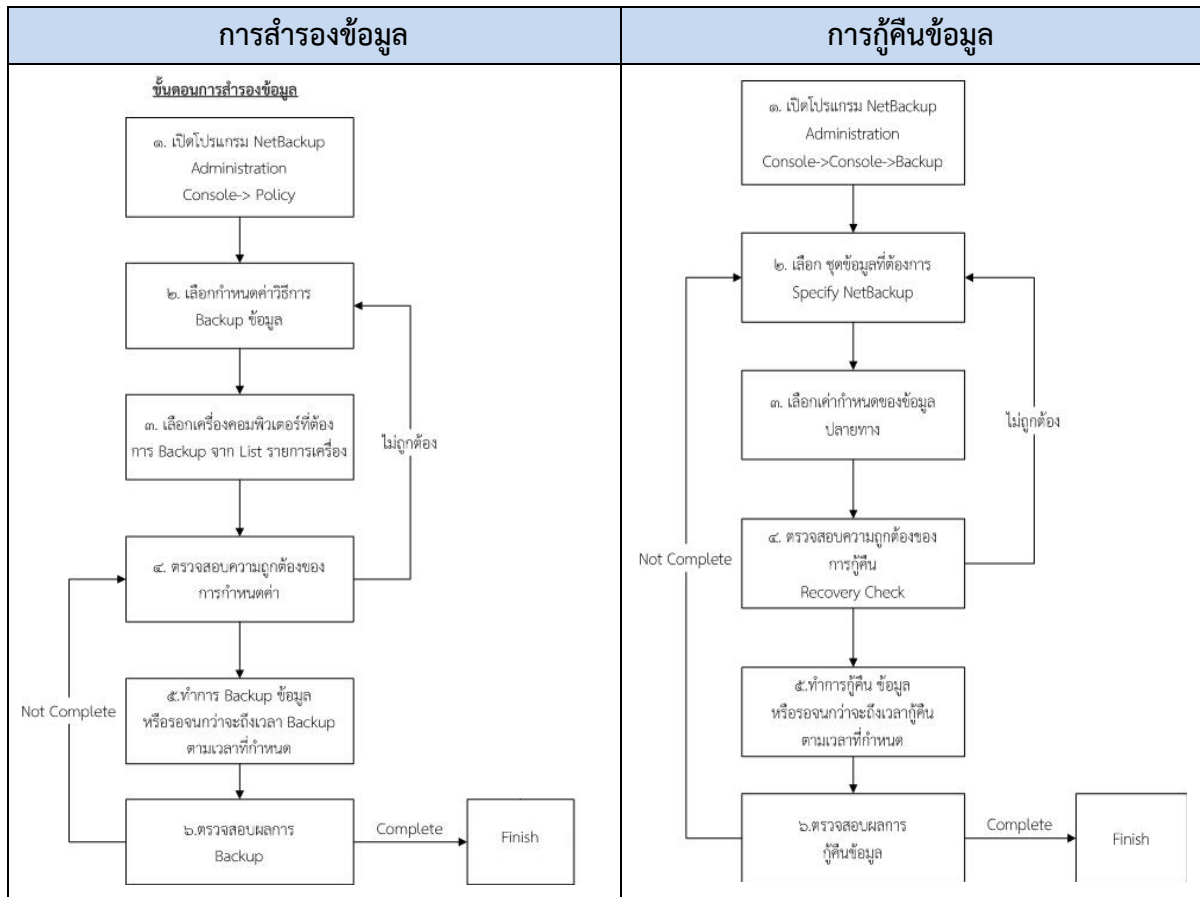 การสำรองข้อมูล
การกู้คืนข้อมูล
ขั้นตอนการสำรองข้อมูล
๑. เปิดโปรแกรม NetBackup
Administration
Console-> Policy
๒. เลือกกำหนดค่าวิธีการ
Backup ข้อมูล
๓. เลือกเครื่องคอมพิวเตอร์ที่ต้อง
การ Backup จาก List รายการเครื่อง
ไม่ถูกต้อง
๔. ตรวจสอบความถูกต้องของ
การกำหนดค่า
Not Complete
๕.ทำการ Backup ข้อมูล
หรือรอจนกว่าจะถึงเวลา Backup
ตามเวลาที่กำหนด
๖.ตรวจสอบผลการ
Backup
Complete
Finish
๑. เปิดโปรแกรม NetBackup
Administration
Console->Console->Backup
๒. เลือก ชุดข้อมูลที่ต้องการ
Specify NetBackup
๓. เลือกเค่ากำหนดของข้อมูล
ปลายทาง
ไม่ถูกต้อง
๔. ตรวจสอบความถูกต้องของ
การกู้คืน
Recovery Check
Not Complete
๕.ทำการกู้คืน ข้อมูล
หรือรอจนกว่าจะถึงเวลากู้คืน
ตามเวลาที่กำหนด
๖.ตรวจสอบผลการ
กู้คืนข้อมูล
Complete
Finish